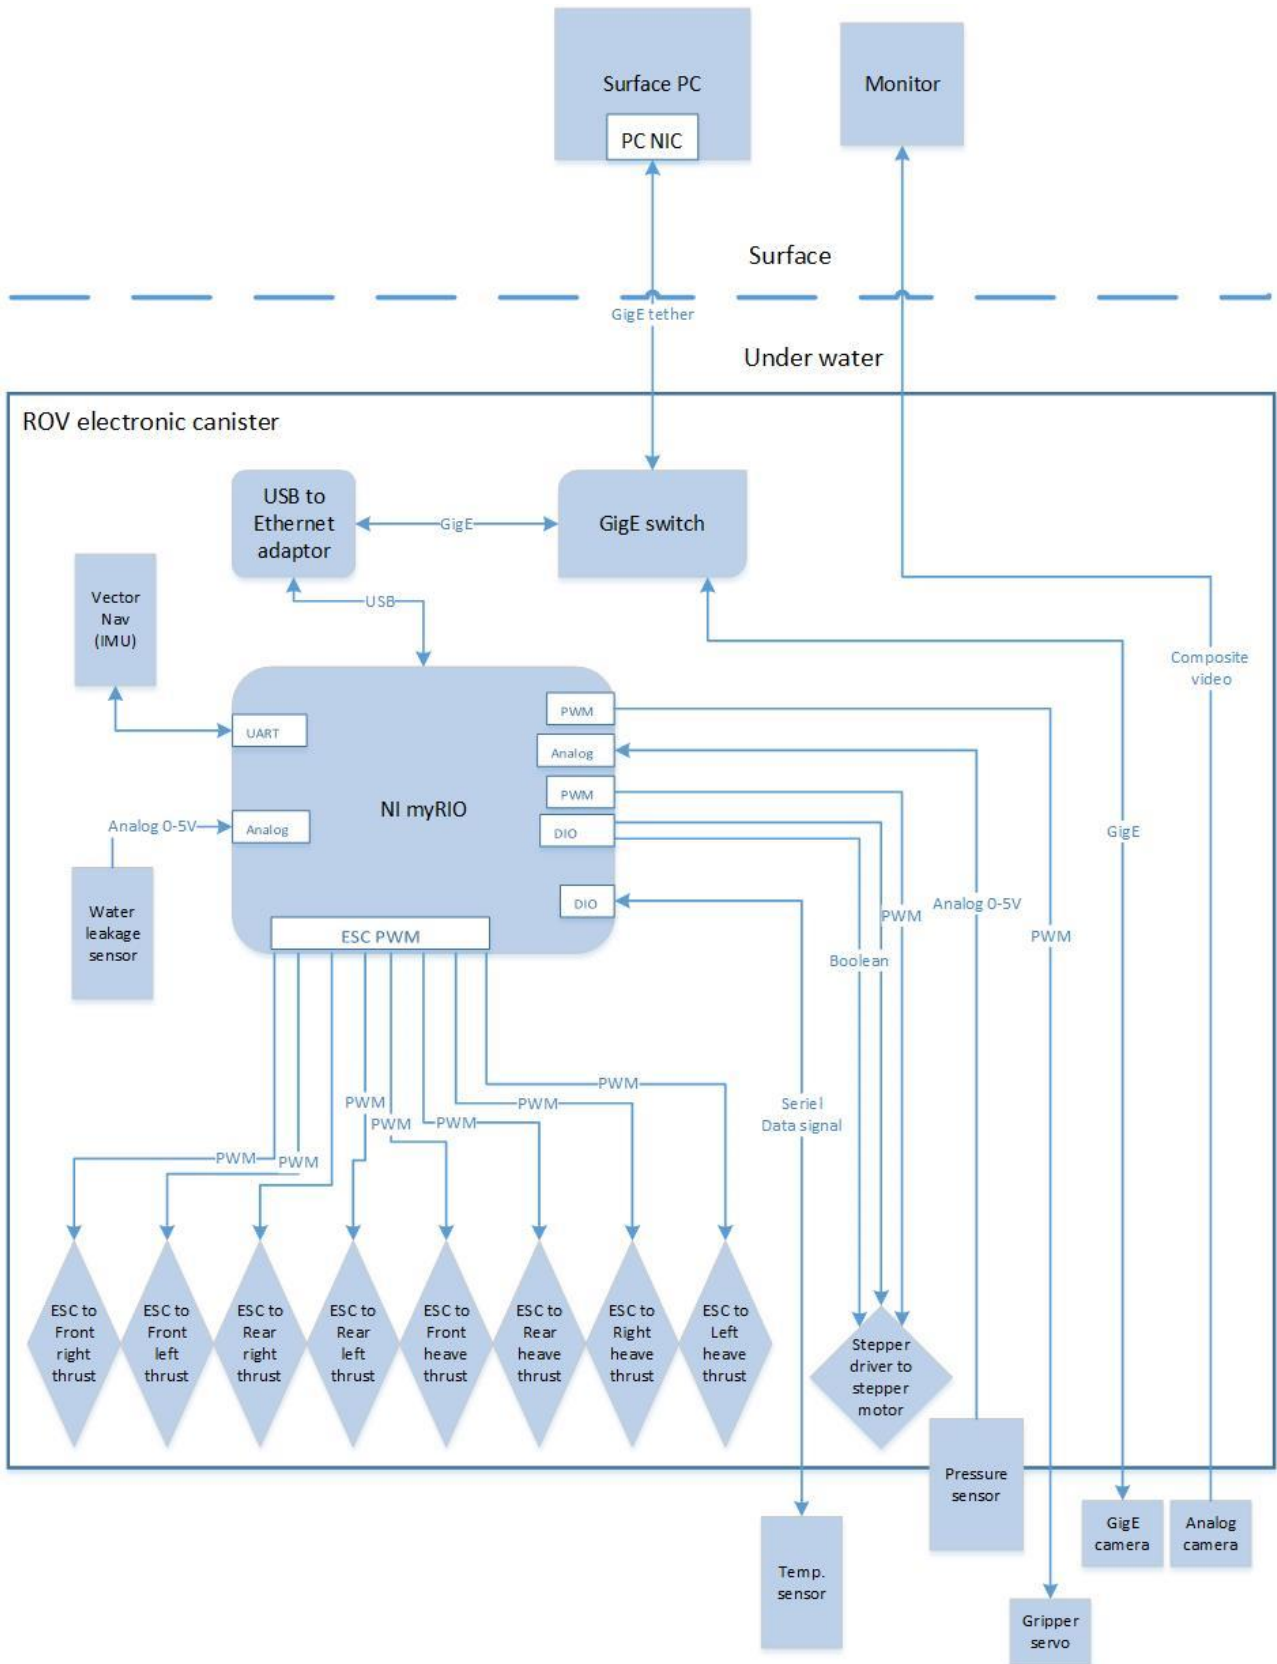 Surface PC
PC NIC
Monitor
Surface
GigE tether
Under water
ROV electronic canister
USB to
Ethernet
adaptor
GigE
GigE switch
Vector
Nav
(IMU)
USB
Composite
video
UART
PWM
Analog
PWM
DIO
DIO
NI myRIO
Analog 0-5V
Analog
GigE
Water
leakage
sensor
ESC PWM
Analog 0-5V
PWM
PWM
Boolean
Seriel
Data signal
PWM
PWM
PWM
PWM
PWM
PWM
PWM
ESC to
Front
right
thrust
ESC to
Front
left
thrust
ESC to
Rear
right
thrust
ESC to
Rear
left
thrust
ESC to
Front
heave
thrust
ESC to
Rear
heave
thrust
ESC to
Right
heave
thrust
ESC to
Left
heave
thrust
Stepper
driver to
stepper
motor
Pressure
sensor
GigE
camera
Analog
camera
Temp.
sensor
Gripper
servo